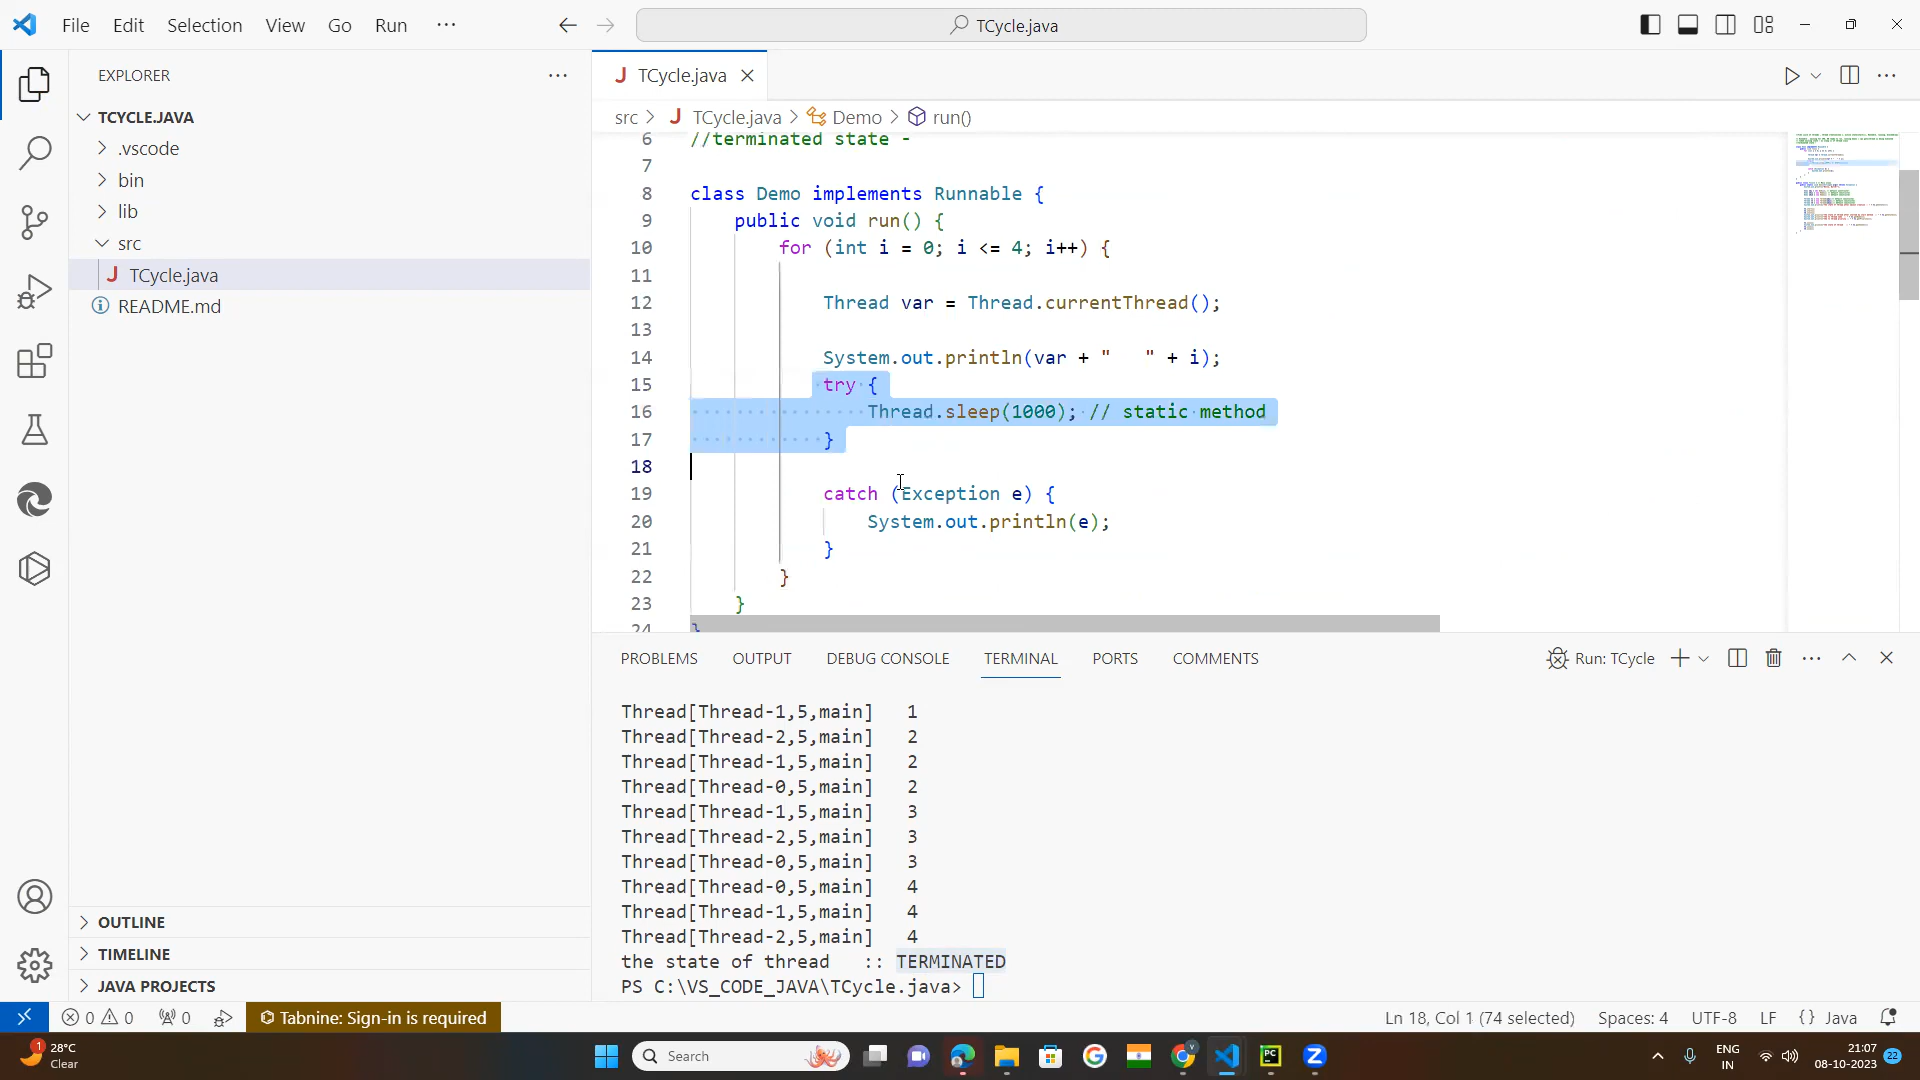 File Edit Selection View Go Run ···
TCycle.java
EXPLORER
TCYCLE.JAVA
.vscode
bin
lib
src
J TCycle.java
README.md
OUTLINE
TIMELINE
JAVA PROJECTS
J TCycle.java
src > J TCycle.java > Demo > run()
6 //terminated state -
7
8 class Demo implements Runnable {
9 public void run() {
10 for (int i = 0; i <= 4; i++) {
11
12 Thread var = Thread.currentThread();
13
14 System.out.println(var + "   " + i);
15 try {
16 Thread.sleep(1000); // static method
17 }
18
19 catch (Exception e) {
20 System.out.println(e);
21 }
22 }
23 }
24 }
PROBLEMS OUTPUT DEBUG CONSOLE TERMINAL PORTS COMMENTS Run: TCycle
Thread[Thread-1,5,main]   1
Thread[Thread-2,5,main]   2
Thread[Thread-1,5,main]   2
Thread[Thread-0,5,main]   2
Thread[Thread-1,5,main]   3
Thread[Thread-2,5,main]   3
Thread[Thread-0,5,main]   3
Thread[Thread-0,5,main]   4
Thread[Thread-1,5,main]   4
Thread[Thread-2,5,main]   4
the state of thread   :: TERMINATED
PS C:\VS_CODE_JAVA\TCycle.java>
0 0 0 Tabnine: Sign-in is required Ln 18, Col 1 (74 selected) Spaces: 4 UTF-8 LF {} Java
1 28°C
Clear
Search
ENG
IN
21:07
08-10-2023
22